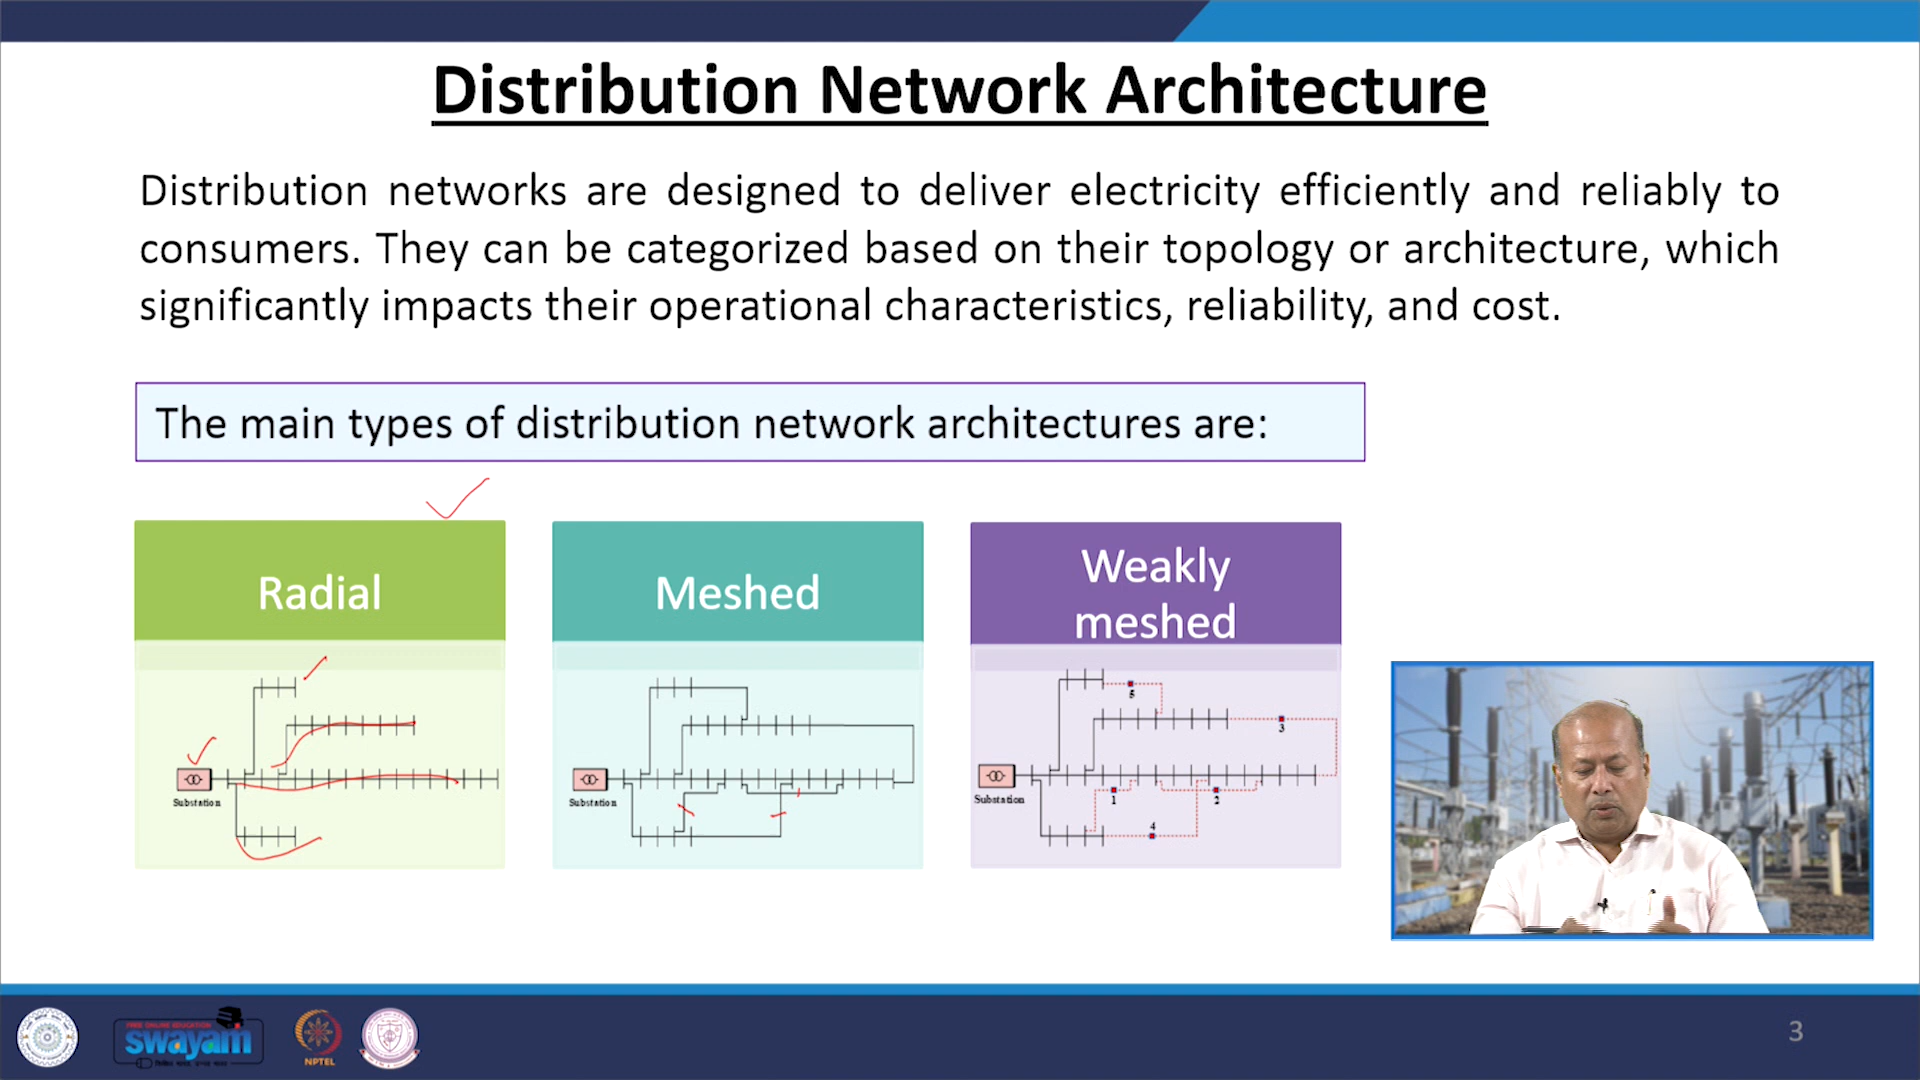 Distribution Network Architecture
Distribution networks are designed to deliver electricity efficiently and reliably to
consumers. They can be categorized based on their topology or architecture, which
significantly impacts their operational characteristics, reliability, and cost.
The main types of distribution network architectures are:
Radial
Meshed
Weakly
meshed
Substation
Substation
Substation
5
3
1
2
4
FREE ONLINE EDUCATION
swayam
NPTEL
3